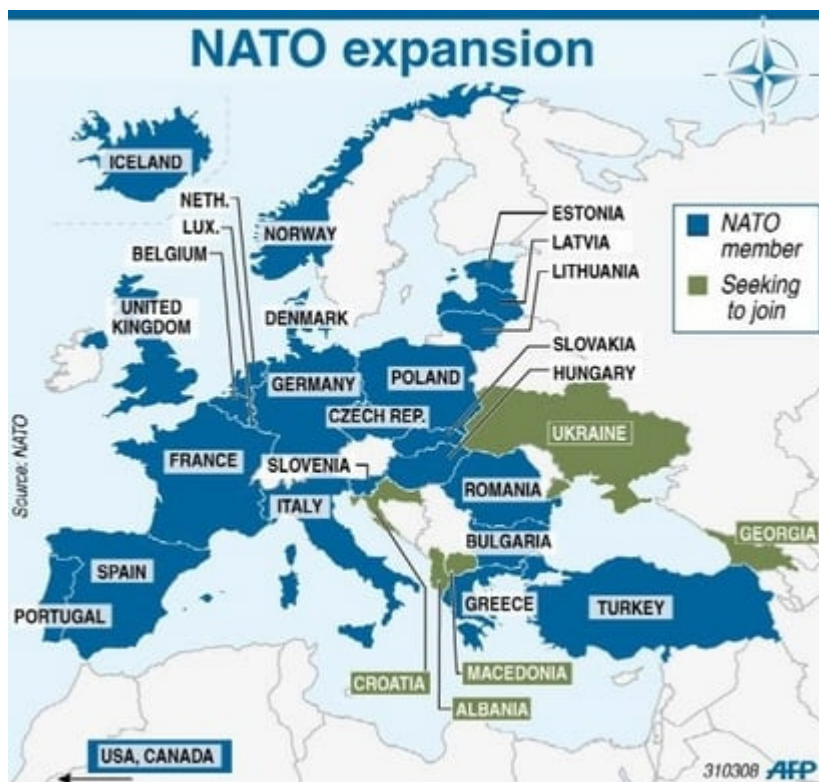 NATO expansion
ICELAND
NETH.
LUX.
BELGIUM
NORWAY
ESTONIA
LATVIA
LITHUANIA
NATO
member
Seeking
to join
UNITED
KINGDOM
DENMARK
SLOVAKIA
HUNGARY
GERMANY
POLAND
CZECH REP.
UKRAINE
FRANCE
SLOVENIA
ITALY
ROMANIA
BULGARIA
GEORGIA
SPAIN
PORTUGAL
GREECE
TURKEY
CROATIA
MACEDONIA
ALBANIA
USA, CANADA
Source: NATO
310308 AFP